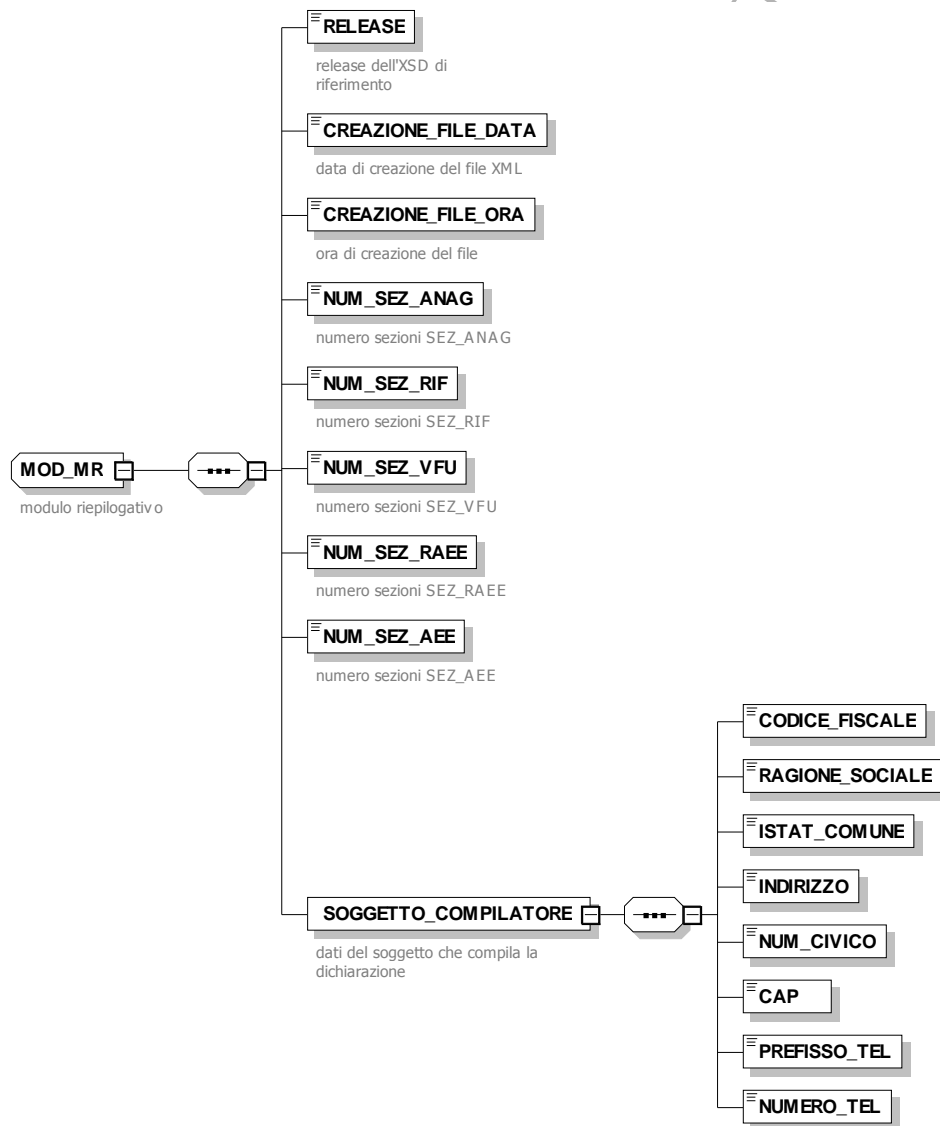 RELEASE
release dell'XSD di
riferimento
CREAZIONE_FILE_DATA
data di creazione del file XML
CREAZIONE_FILE_ORA
ora di creazione del file
NUM_SEZ_ANAG
numero sezioni SEZ_ANAG
NUM_SEZ_RIF
numero sezioni SEZ_RIF
MOD_MR
modulo riepilogativo
NUM_SEZ_VFU
numero sezioni SEZ_VFU
NUM_SEZ_RAEE
numero sezioni SEZ_RAEE
NUM_SEZ_AEE
numero sezioni SEZ_AEE
SOGGETTO_COMPILATORE
dati del soggetto che compila la
dichiarazione
CODICE_FISCALE
RAGIONE_SOCIALE
ISTAT_COMUNE
INDIRIZZO
NUM_CIVICO
CAP
PREFISSO_TEL
NUMERO_TEL